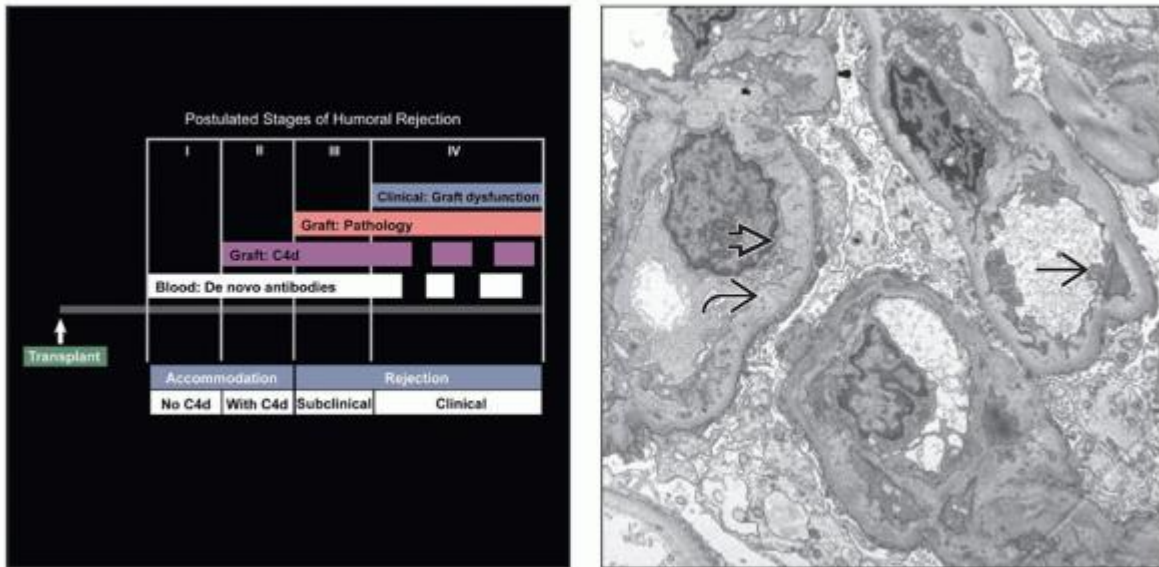 Postulated Stages of Humoral Rejection
I II III IV
Clinical: Graft dysfunction
Graft: Pathology
Graft: C4d
Blood: De novo antibodies
Transplant
Accommodation Rejection
No C4d With C4d Subclinical Clinical